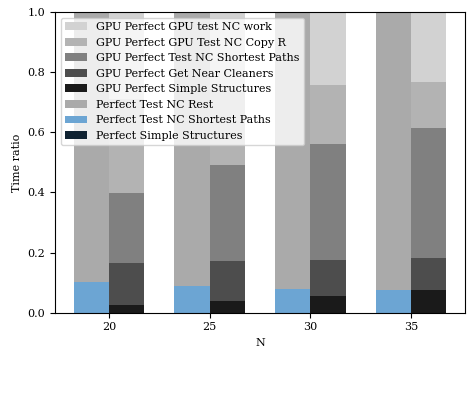 1.0
0.8
0.6
0.4
0.2
0.0
Time ratio
GPU Perfect GPU test NC work
GPU Perfect GPU Test NC Copy R
GPU Perfect Test NC Shortest Paths
GPU Perfect Get Near Cleaners
GPU Perfect Simple Structures
Perfect Test NC Rest
Perfect Test NC Shortest Paths
Perfect Simple Structures
20 25 30 35
N